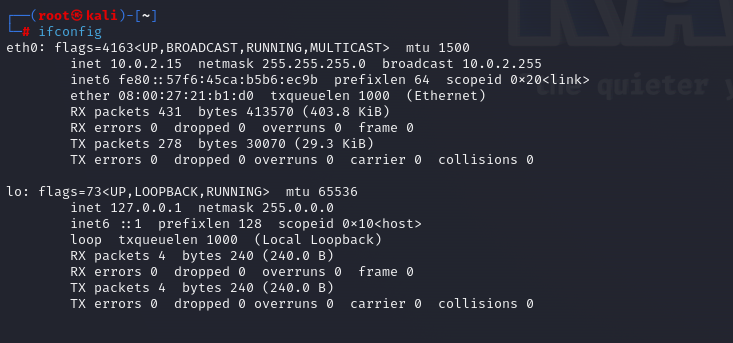 ┌──(root㉿kali)-[~]
└─# ifconfig
eth0: flags=4163<UP,BROADCAST,RUNNING,MULTICAST>  mtu 1500
        inet 10.0.2.15  netmask 255.255.255.0  broadcast 10.0.2.255
        inet6 fe80::57f6:45ca:b5b6:ec9b  prefixlen 64  scopeid 0×20<link>
        ether 08:00:27:21:b1:d0  txqueuelen 1000  (Ethernet)
        RX packets 431  bytes 413570 (403.8 KiB)
        RX errors 0  dropped 0  overruns 0  frame 0
        TX packets 278  bytes 30070 (29.3 KiB)
        TX errors 0  dropped 0 overruns 0  carrier 0  collisions 0

lo: flags=73<UP,LOOPBACK,RUNNING>  mtu 65536
        inet 127.0.0.1  netmask 255.0.0.0
        inet6 ::1  prefixlen 128  scopeid 0×10<host>
        loop  txqueuelen 1000  (Local Loopback)
        RX packets 4  bytes 240 (240.0 B)
        RX errors 0  dropped 0  overruns 0  frame 0
        TX packets 4  bytes 240 (240.0 B)
        TX errors 0  dropped 0 overruns 0  carrier 0  collisions 0
the quieter